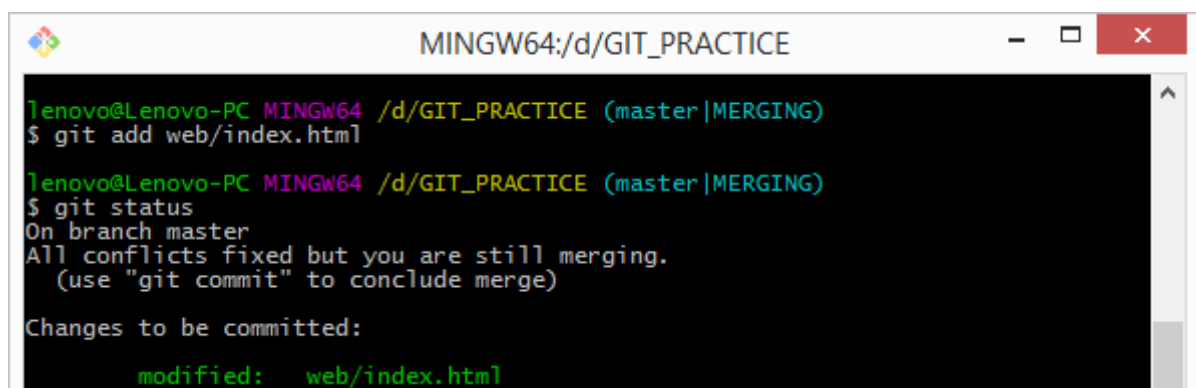 MINGW64:/d/GIT_PRACTICE
lenovo@Lenovo-PC MINGW64 /d/GIT_PRACTICE (master|MERGING)
$ git add web/index.html
lenovo@Lenovo-PC MINGW64 /d/GIT_PRACTICE (master|MERGING)
$ git status
On branch master
All conflicts fixed but you are still merging.
  (use "git commit" to conclude merge)
Changes to be committed:
        modified:   web/index.html